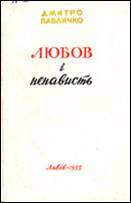 ДМИТРО
ПАВЛИЧКО
ЛЮБОВ
і
ненависть
Львів-1953